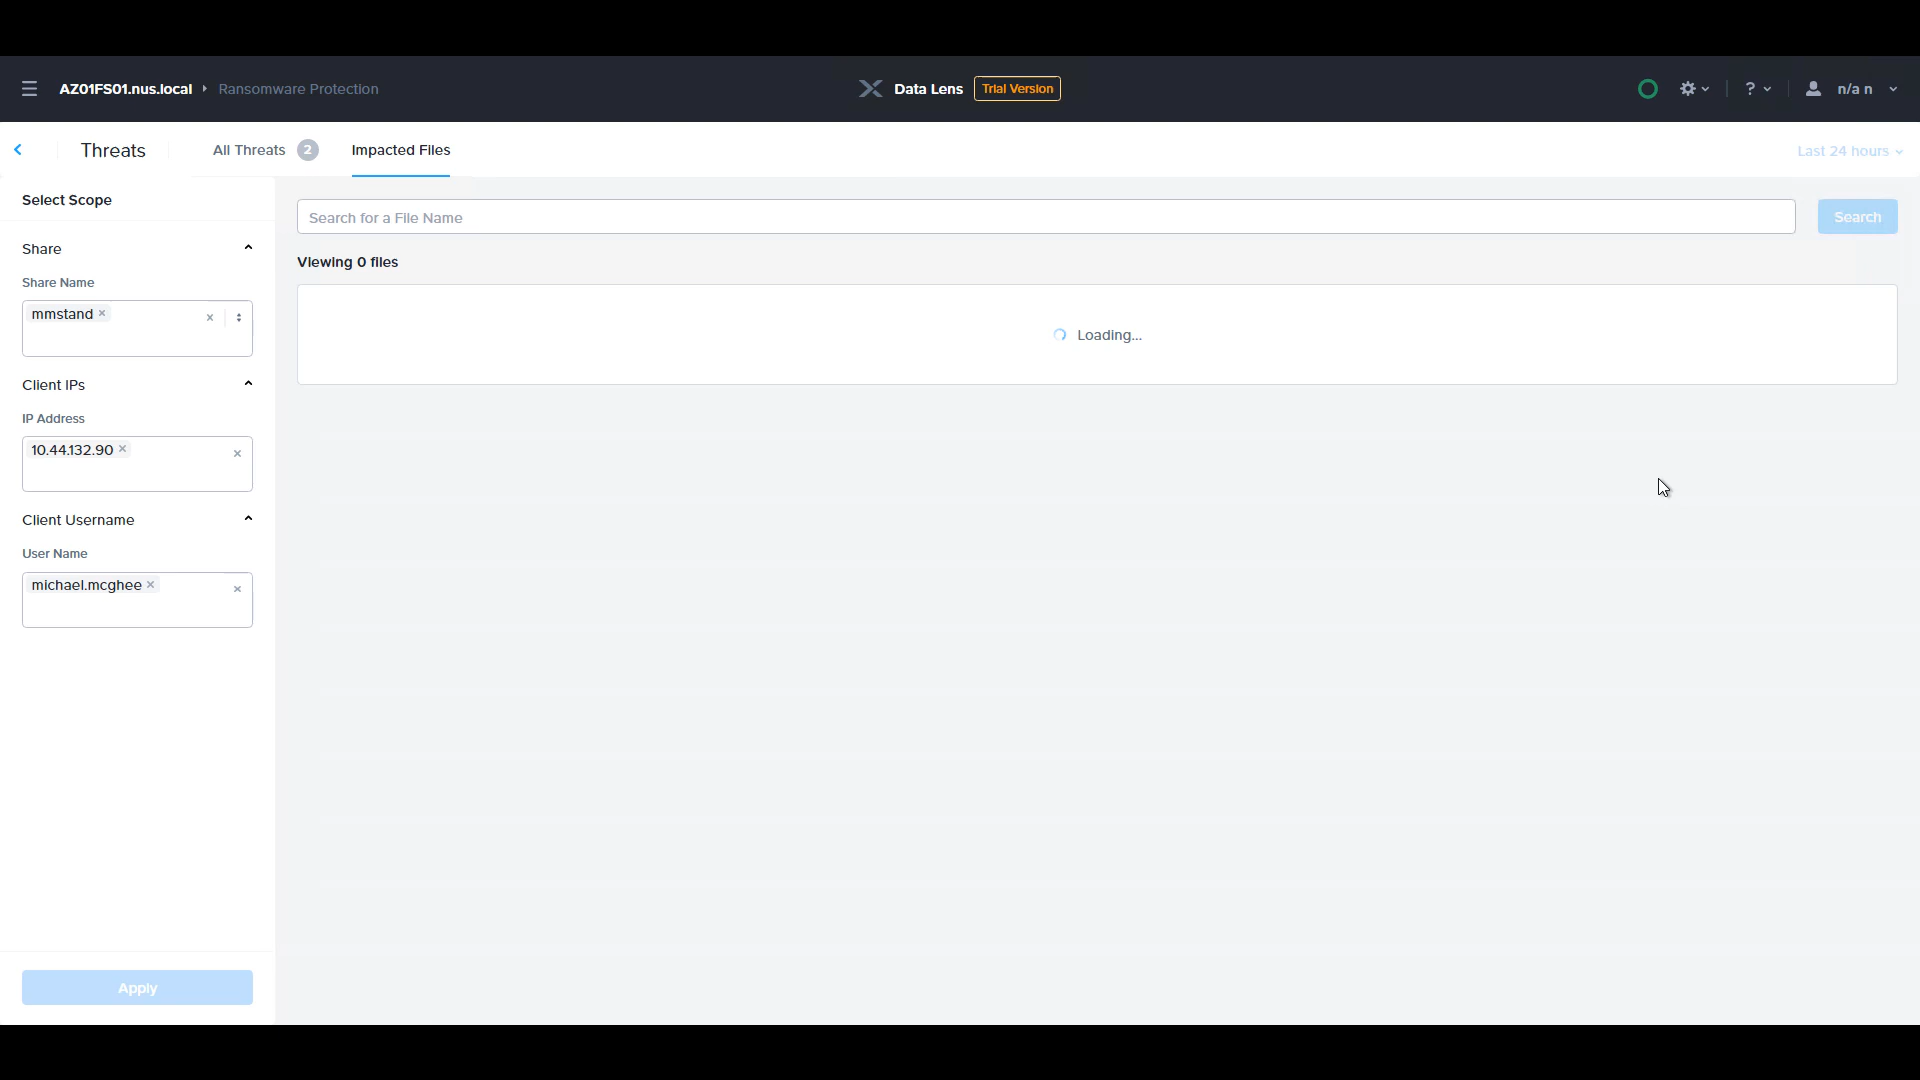 AZ01FS01.nus.local
Ransomware Protection
Data Lens
Trial Version
?
n/a n
Threats
All Threats 2
Impacted Files
Last 24 hours
Select Scope
Share
Share Name
mmstand
Client IPs
IP Address
10.44.132.90
Client Username
User Name
michael.mcghee
Apply
Search for a File Name
Search
Viewing 0 files
Loading...